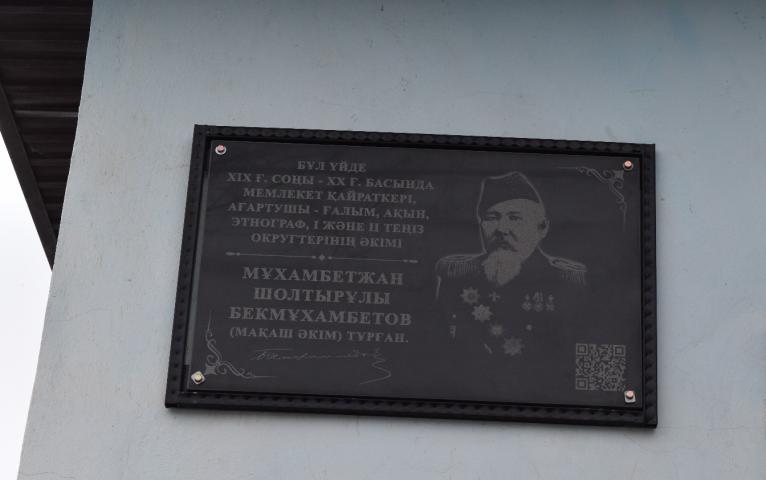 БҰЛ ҮЙДЕ
XIX Ғ. СОҢЫ - XX Ғ. БАСЫНДА
МЕМЛЕКЕТ ҚАЙРАТКЕРІ,
АҒАРТУШЫ - ҒАЛЫМ, АҚЫН,
ЭТНОГРАФ, I ЖӘНЕ II ТЕҢІЗ
ОКРУГТЕРІНІҢ ӘКІМІ
МҰХАМБЕТЖАН
ШОЛТЫРҰЛЫ
БЕКМҰХАМБЕТОВ
(МАҚАШ ӘКІМ) ТҰРҒАН.